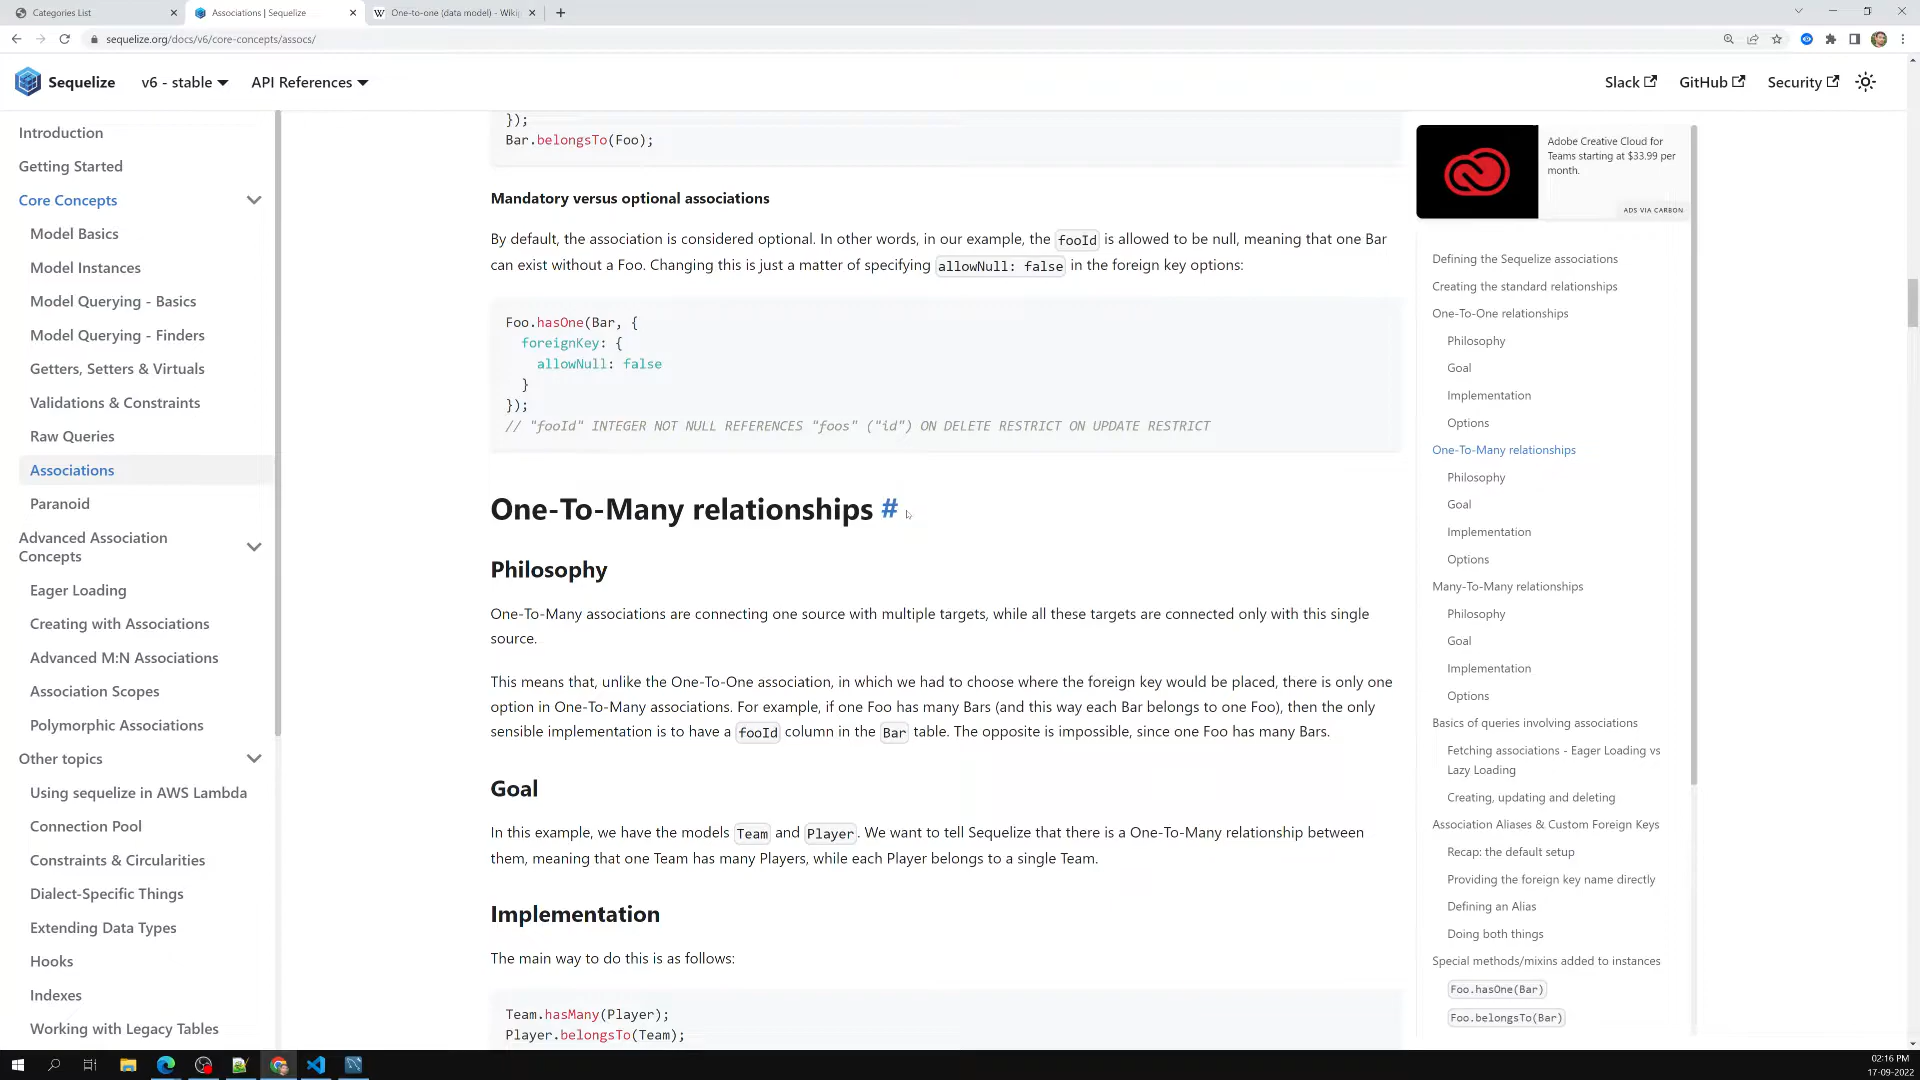 Categories List
Associations | Sequelize
One-to-one (data model) - Wikip
sequelize.org/docs/v6/core-concepts/assocs/
Sequelize
v6 - stable
API References
Slack
GitHub
Security
Introduction
Getting Started
Core Concepts
Model Basics
Model Instances
Model Querying - Basics
Model Querying - Finders
Getters, Setters & Virtuals
Validations & Constraints
Raw Queries
Associations
Paranoid
Advanced Association
Concepts
Eager Loading
Creating with Associations
Advanced M:N Associations
Association Scopes
Polymorphic Associations
Other topics
Using sequelize in AWS Lambda
Connection Pool
Constraints & Circularities
Dialect-Specific Things
Extending Data Types
Hooks
Indexes
Working with Legacy Tables
});
Bar.belongsTo(Foo);
Mandatory versus optional associations
By default, the association is considered optional. In other words, in our example, the fooId is allowed to be null, meaning that one Bar
can exist without a Foo. Changing this is just a matter of specifying allowNull: false in the foreign key options:
Foo.hasOne(Bar, {
foreignKey: {
allowNull: false
}
});
// "fooId" INTEGER NOT NULL REFERENCES "foos" ("id") ON DELETE RESTRICT ON UPDATE RESTRICT
One-To-Many relationships #
Philosophy
One-To-Many associations are connecting one source with multiple targets, while all these targets are connected only with this single
source.
This means that, unlike the One-To-One association, in which we had to choose where the foreign key would be placed, there is only one
option in One-To-Many associations. For example, if one Foo has many Bars (and this way each Bar belongs to one Foo), then the only
sensible implementation is to have a fooId column in the Bar table. The opposite is impossible, since one Foo has many Bars.
Goal
In this example, we have the models Team and Player. We want to tell Sequelize that there is a One-To-Many relationship between
them, meaning that one Team has many Players, while each Player belongs to a single Team.
Implementation
The main way to do this is as follows:
Team.hasMany(Player);
Player.belongsTo(Team);
Adobe Creative Cloud for
Teams starting at $33.99 per
month.
ADS VIA CARBON
Defining the Sequelize associations
Creating the standard relationships
One-To-One relationships
Philosophy
Goal
Implementation
Options
One-To-Many relationships
Philosophy
Goal
Implementation
Options
Many-To-Many relationships
Philosophy
Goal
Implementation
Options
Basics of queries involving associations
Fetching associations - Eager Loading vs
Lazy Loading
Creating, updating and deleting
Association Aliases & Custom Foreign Keys
Recap: the default setup
Providing the foreign key name directly
Defining an Alias
Doing both things
Special methods/mixins added to instances
Foo.hasOne(Bar)
Foo.belongsTo(Bar)
02:16 PM
17-09-2022